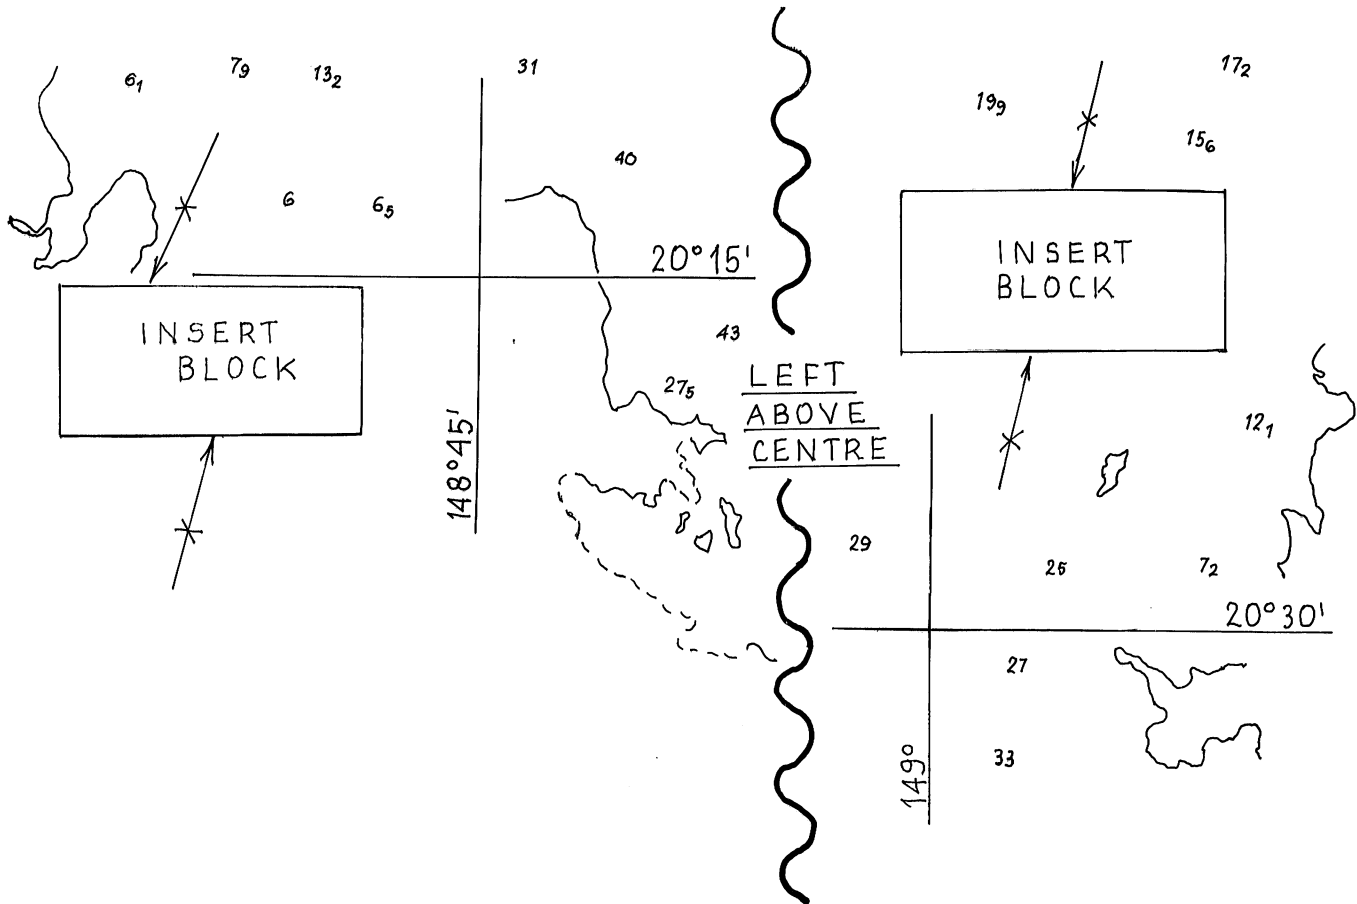 6₁ 7₉ 13₂ 31
40
6 6₅
20°15'
INSERT
BLOCK
43
27₅
148°45'
LEFT
ABOVE
CENTRE
17₂
19₉
15₆
INSERT
BLOCK
12₁
29
25 7₂
20°30'
27
33
149°